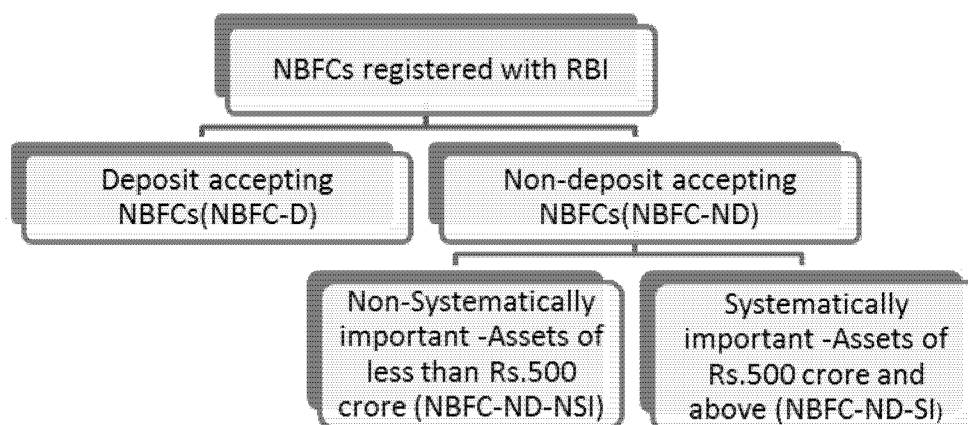 NBFCs registered with RBI
Deposit accepting
NBFCs(NBFC-D)
Non-deposit accepting
NBFCs(NBFC-ND)
Non-Systematically
important -Assets of
less than Rs.500
crore (NBFC-ND-NSI)
Systematically
important -Assets of
Rs.500 crore and
above (NBFC-ND-SI)